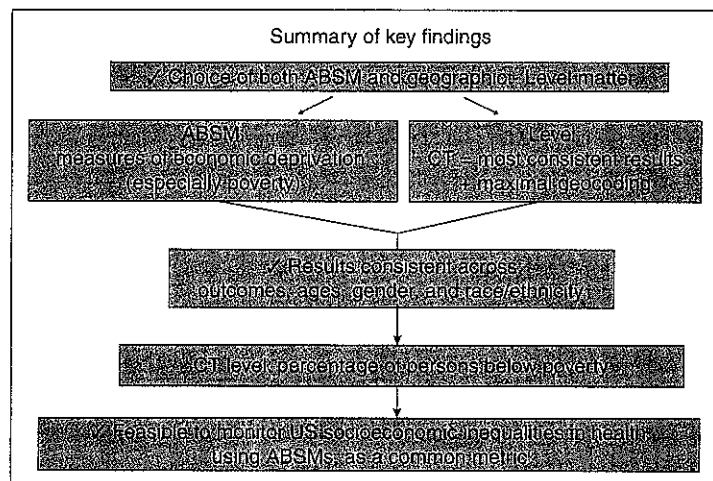 Summary of key findings
✓ Choice of both ABSM and geographic Level matter
ABSM
measures of economic deprivation
(especially poverty)
Level
CT = most consistent results
+ maximal geocoding
✓ Results consistent across
outcomes, ages, gender, and race/ethnicity
CT level percentage of persons below poverty
✓ Feasible to monitor US socioeconomic inequalities in health
using ABSMs, as a common metric